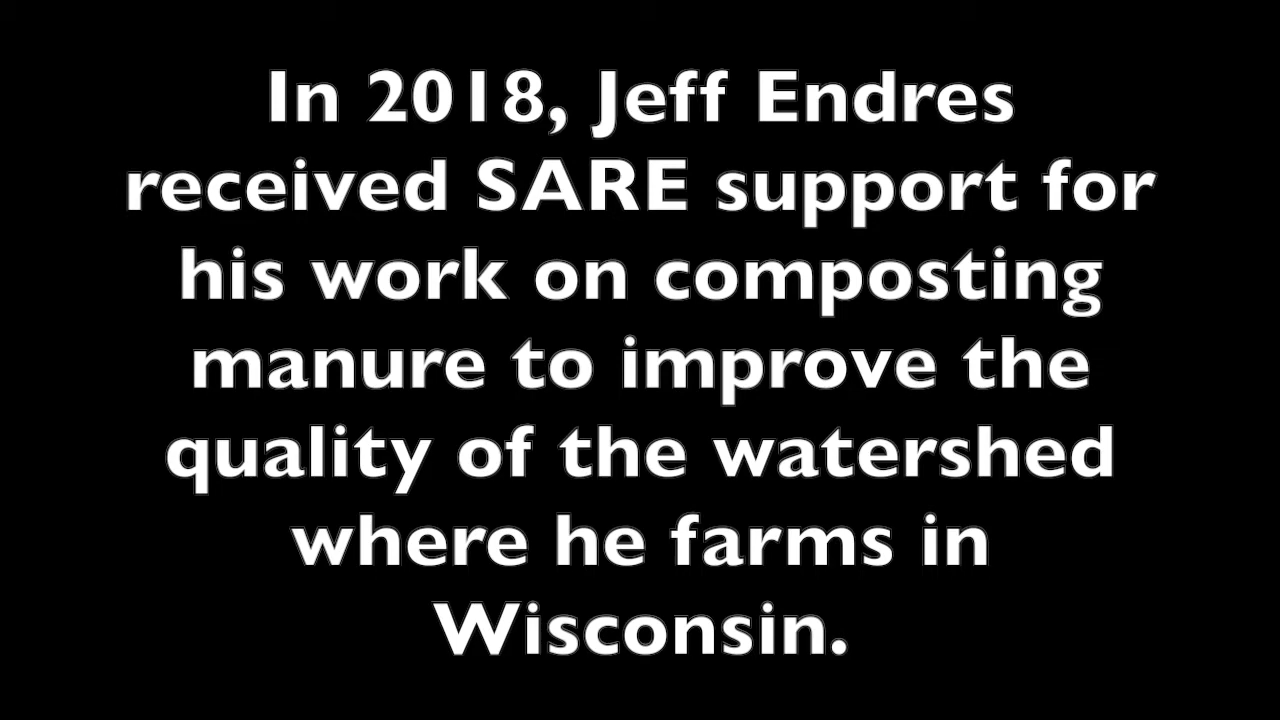 In 2018, Jeff Endres
received SARE support for
his work on composting
manure to improve the
quality of the watershed
where he farms in
Wisconsin.